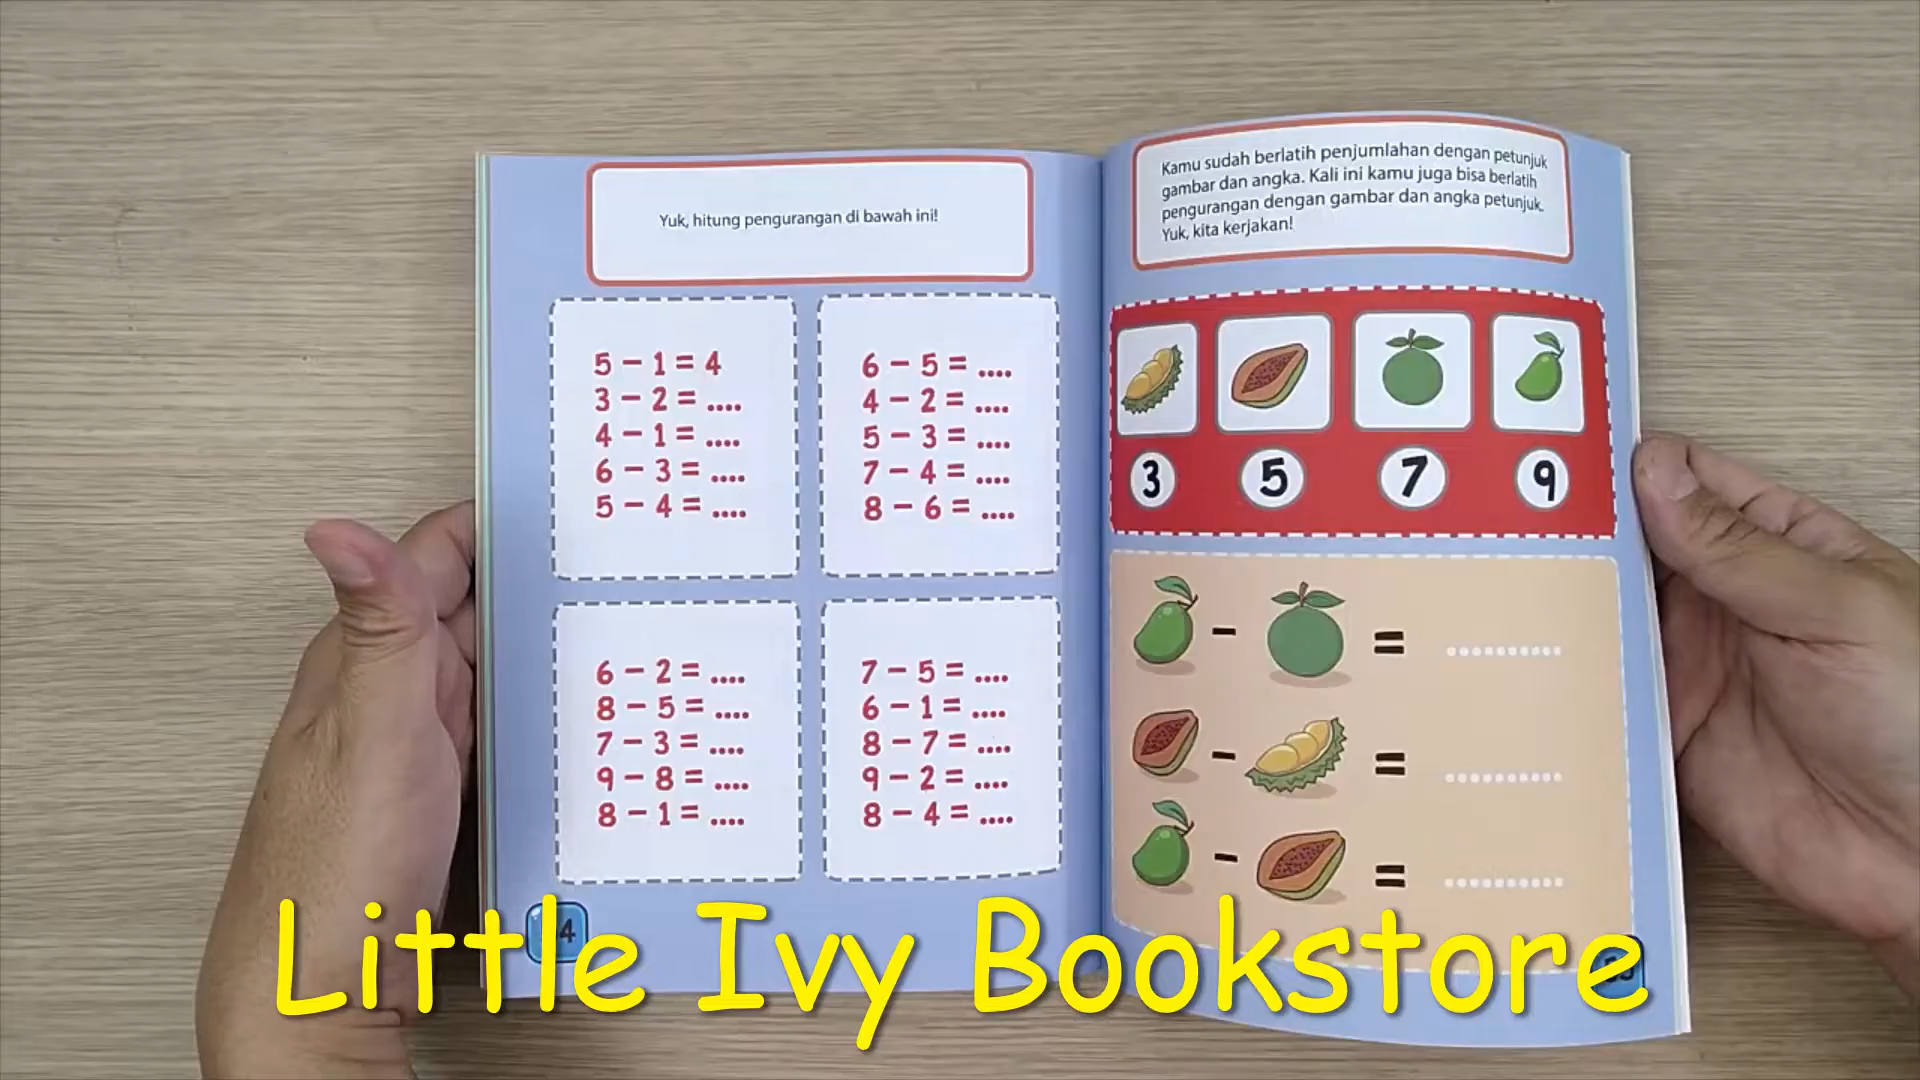 Yuk, hitung pengurangan di bawah ini!
5 - 1 = 4
3 - 2 = ....
4 - 1 = ....
6 - 3 = ....
5 - 4 = ....
6 - 5 = ....
4 - 2 = ....
5 - 3 = ....
7 - 4 = ....
8 - 6 = ....
6 - 2 = ....
8 - 5 = ....
7 - 3 = ....
9 - 8 = ....
8 - 1 = ....
7 - 5 = ....
6 - 1 = ....
8 - 7 = ....
9 - 2 = ....
8 - 4 = ....
Kamu sudah berlatih penjumlahan dengan petunjuk
gambar dan angka. Kali ini kamu juga bisa berlatih
pengurangan dengan gambar dan angka petunjuk.
Yuk, kita kerjakan!
3 5 7 9
- = ..........
- = ..........
- = ..........
Little Ivy Bookstore